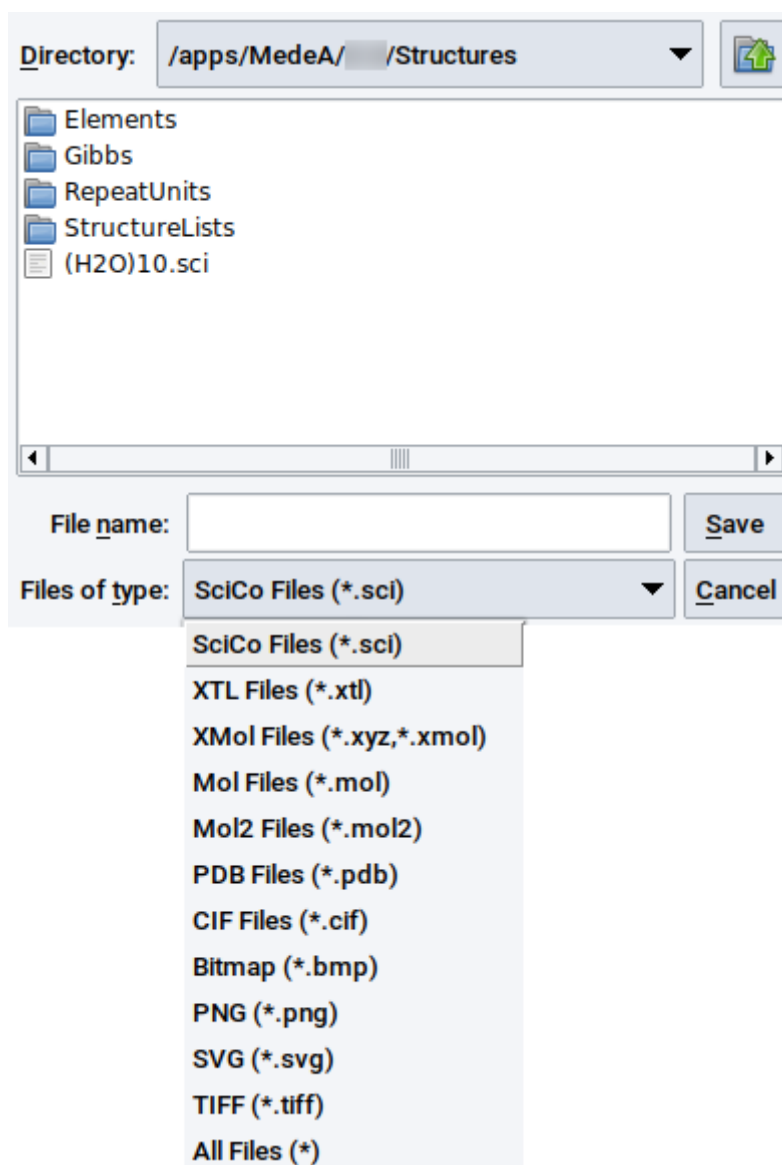 Directory: /apps/MedeA/ /Structures
Elements
Gibbs
RepeatUnits
StructureLists
(H2O)10.sci
File name: Save
Files of type: SciCo Files (*.sci) Cancel
SciCo Files (*.sci)
XTL Files (*.xtl)
XMol Files (*.xyz,*.xmol)
Mol Files (*.mol)
Mol2 Files (*.mol2)
PDB Files (*.pdb)
CIF Files (*.cif)
Bitmap (*.bmp)
PNG (*.png)
SVG (*.svg)
TIFF (*.tiff)
All Files (*)